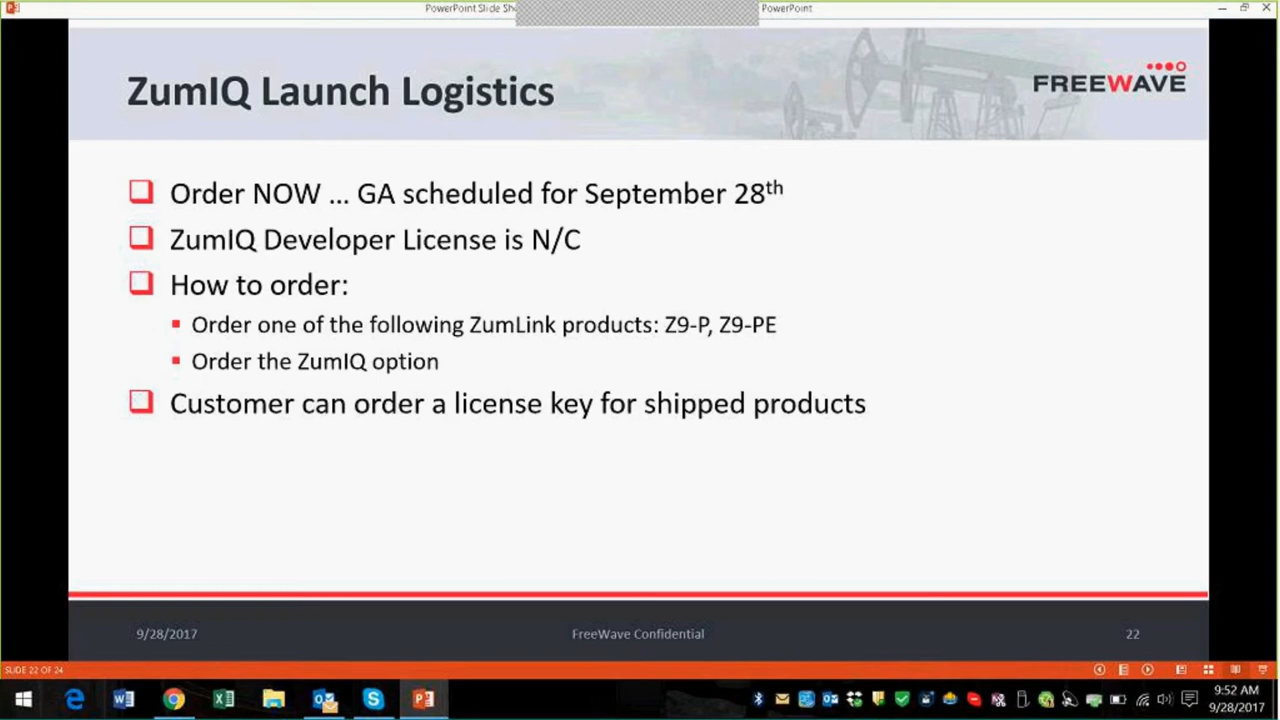 PowerPoint Slide Sh
PowerPoint
ZumIQ Launch Logistics
FREEWAVE
Order NOW ... GA scheduled for September 28th
ZumIQ Developer License is N/C
How to order:
Order one of the following ZumLink products: Z9-P, Z9-PE
Order the ZumIQ option
Customer can order a license key for shipped products
9/28/2017
FreeWave Confidential
22
SLIDE 22 OF 24
9:52 AM
9/28/2017